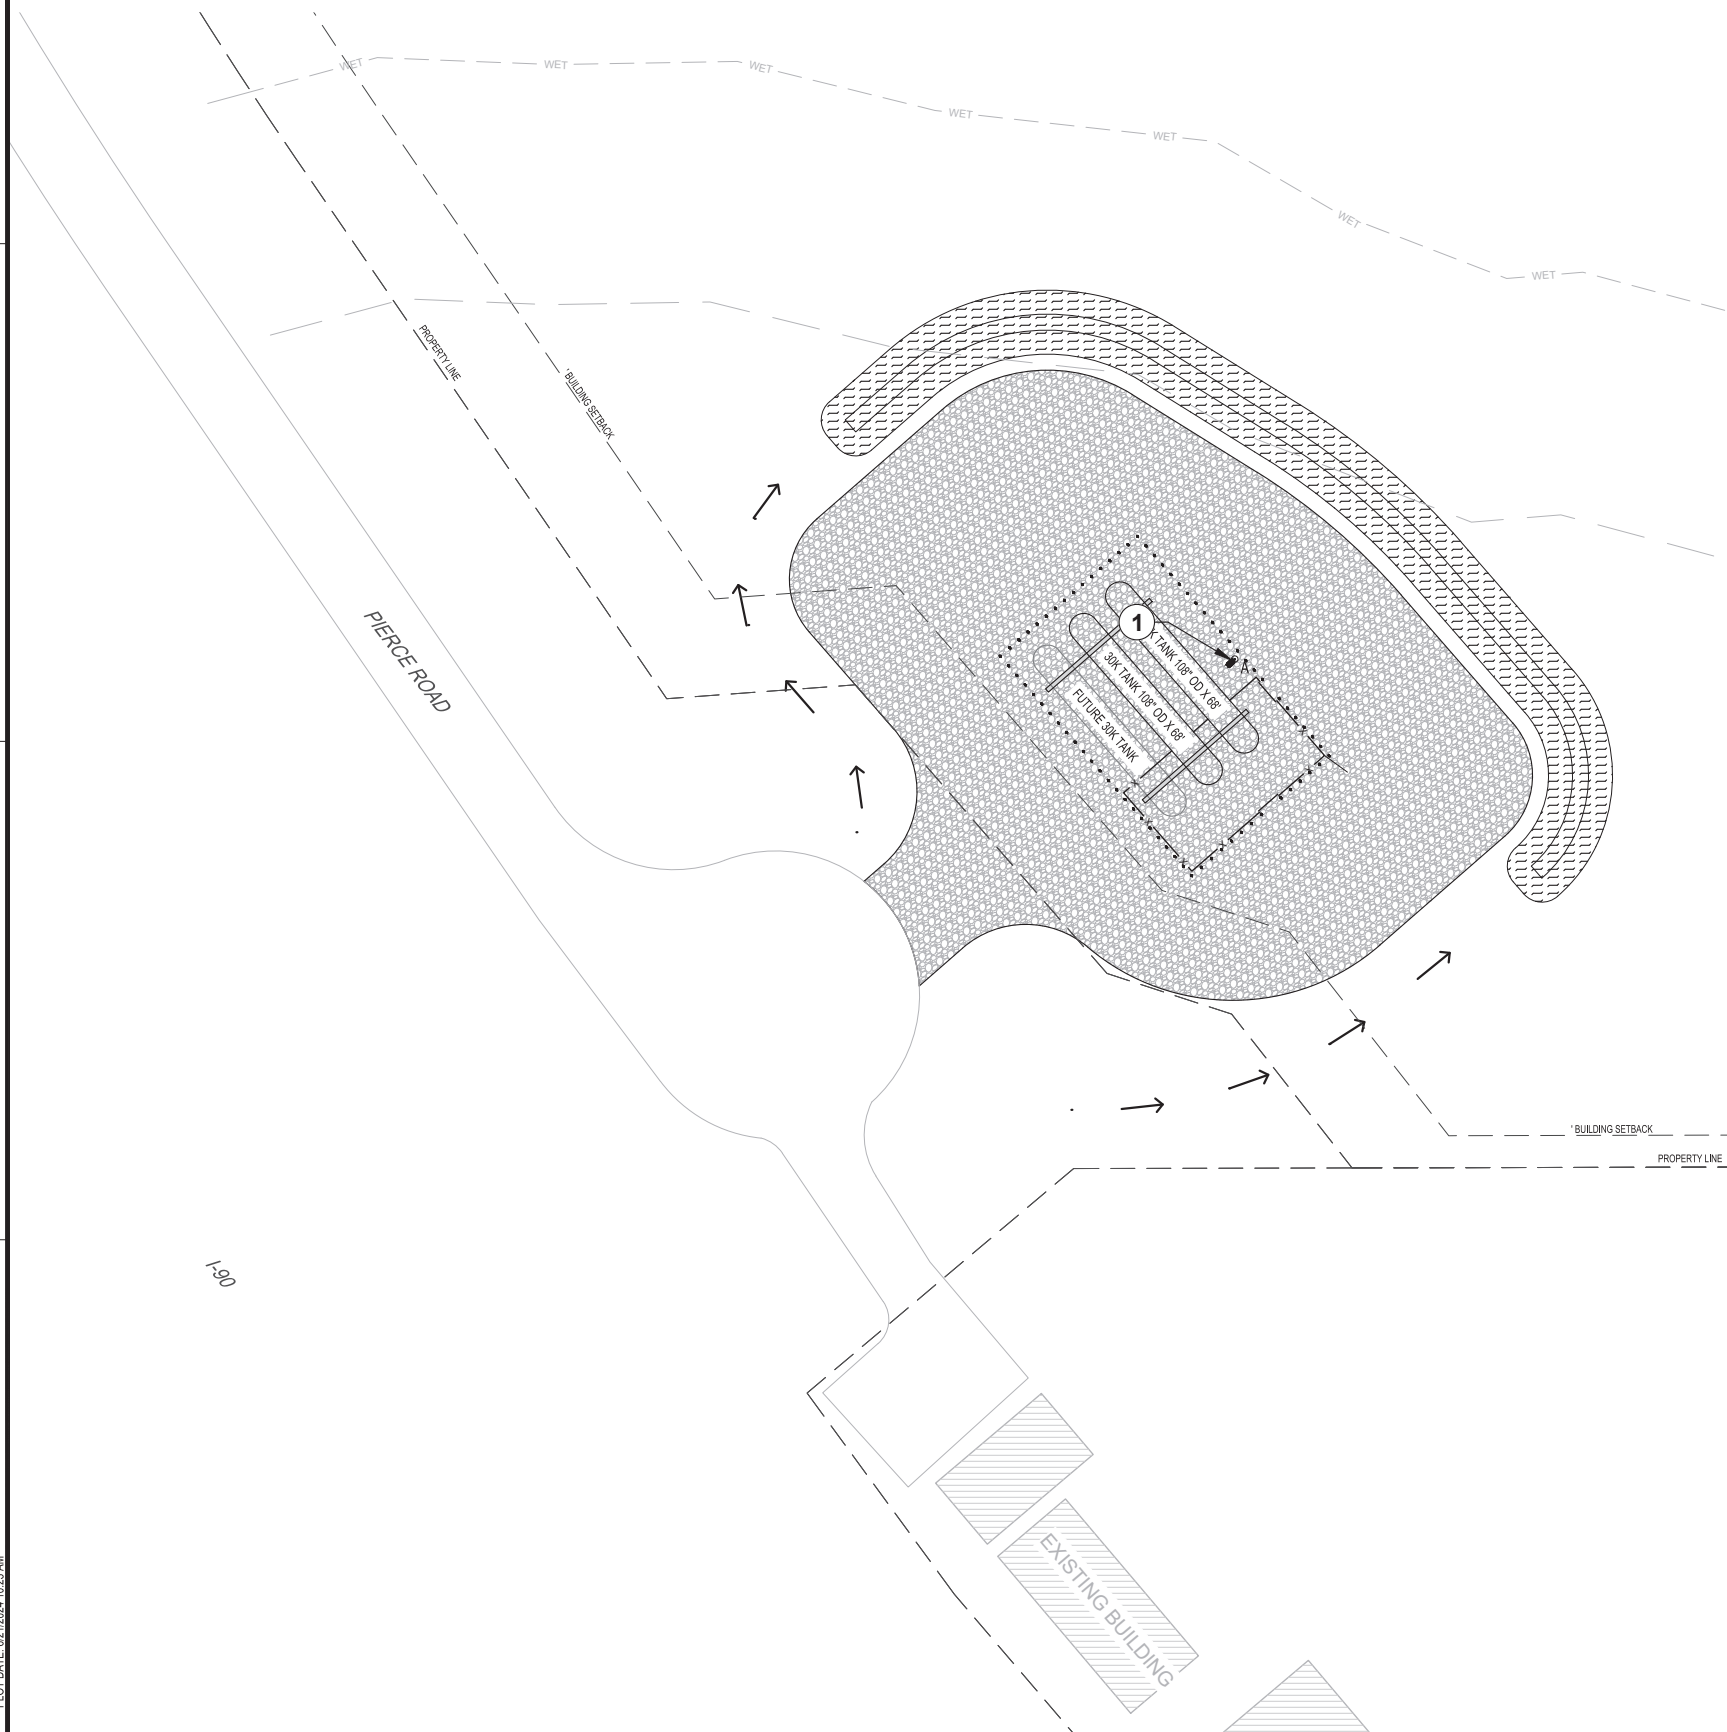 WET
WET
WET
WET
WET
WET
WET
PROPERTY LINE
' BUILDING SETBACK
PIERCE ROAD
1
A
K TANK 108" OD X 68'
30K TANK 108" OD X 68'
FUTURE 30K TANK
' BUILDING SETBACK
PROPERTY LINE
I-90
EXISTING BUILDING